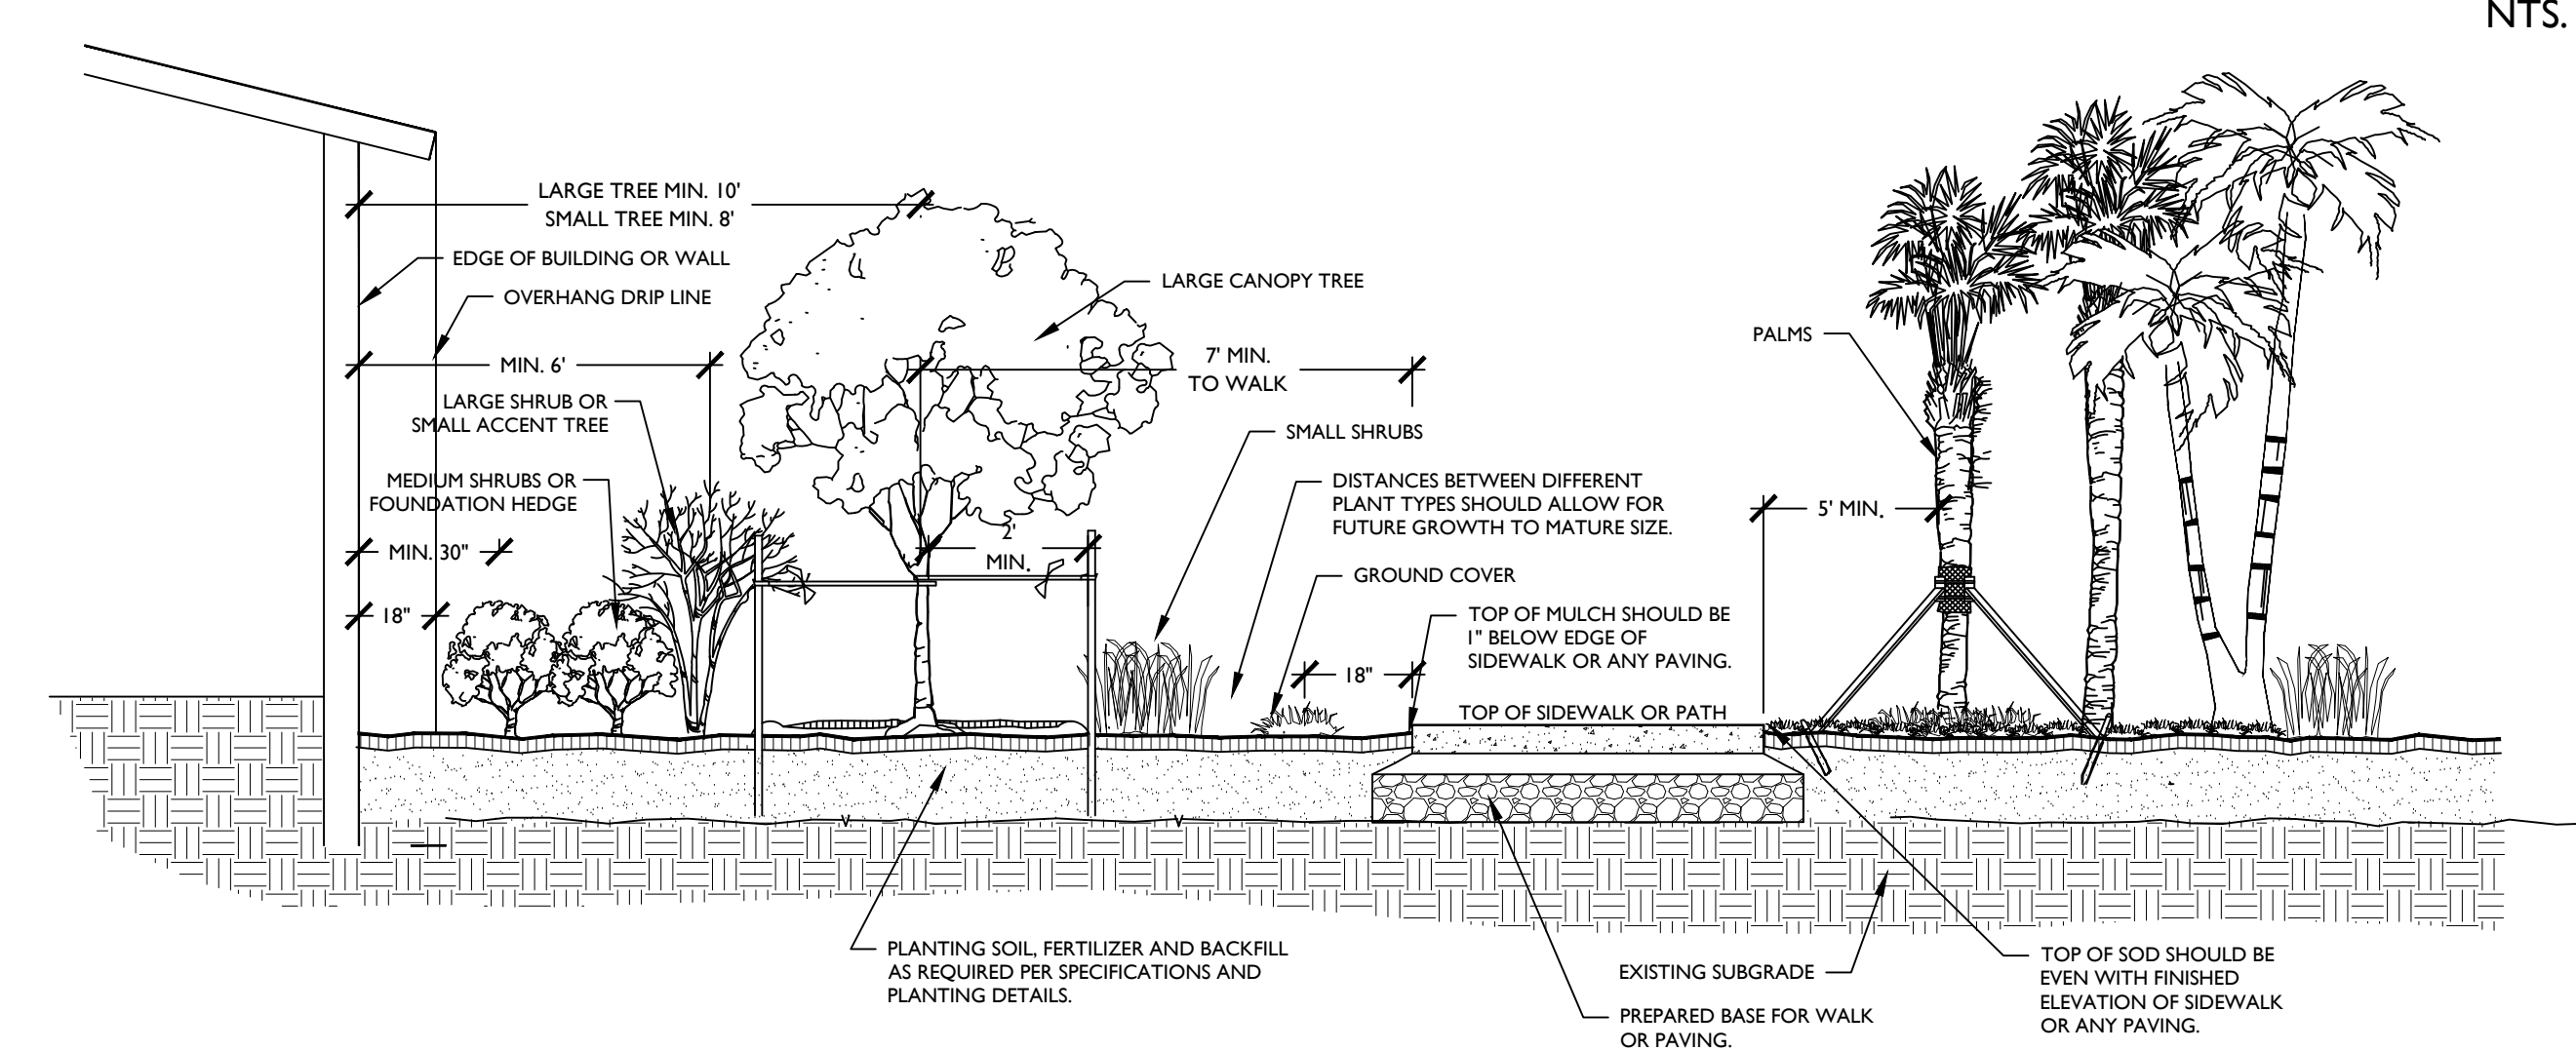 NTS.
LARGE TREE MIN. 10'
SMALL TREE MIN. 8'
EDGE OF BUILDING OR WALL
OVERHANG DRIP LINE
LARGE CANOPY TREE
PALMS
MIN. 6'
7' MIN.
TO WALK
LARGE SHRUB OR
SMALL ACCENT TREE
SMALL SHRUBS
MEDIUM SHRUBS OR
FOUNDATION HEDGE
DISTANCES BETWEEN DIFFERENT
PLANT TYPES SHOULD ALLOW FOR
FUTURE GROWTH TO MATURE SIZE.
5' MIN.
MIN. 30"
2'
MIN.
GROUND COVER
18"
TOP OF MULCH SHOULD BE
1" BELOW EDGE OF
SIDEWALK OR ANY PAVING.
18"
TOP OF SIDEWALK OR PATH
PLANTING SOIL, FERTILIZER AND BACKFILL
AS REQUIRED PER SPECIFICATIONS AND
PLANTING DETAILS.
EXISTING SUBGRADE
PREPARED BASE FOR WALK
OR PAVING.
TOP OF SOD SHOULD BE
EVEN WITH FINISHED
ELEVATION OF SIDEWALK
OR ANY PAVING.